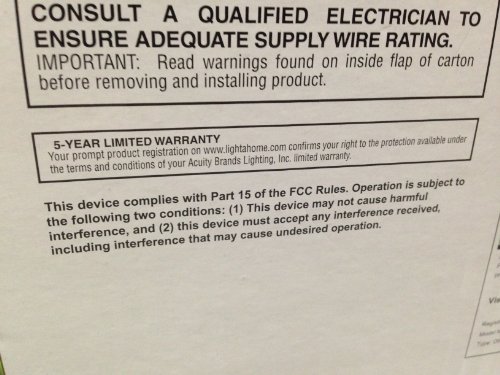 CONSULT A QUALIFIED ELECTRICIAN TO
ENSURE ADEQUATE SUPPLY WIRE RATING.
IMPORTANT: Read warnings found on inside flap of carton
before removing and installing product.
5-YEAR LIMITED WARRANTY
Your prompt product registration on www.lightahome.com confirms your right to the protection available under
the terms and conditions of your Acuity Brands Lighting, Inc. limited warranty.
This device complies with Part 15 of the FCC Rules. Operation is subject to
the following two conditions: (1) This device may not cause harmful
interference, and (2) this device must accept any interference received,
including interference that may cause undesired operation.